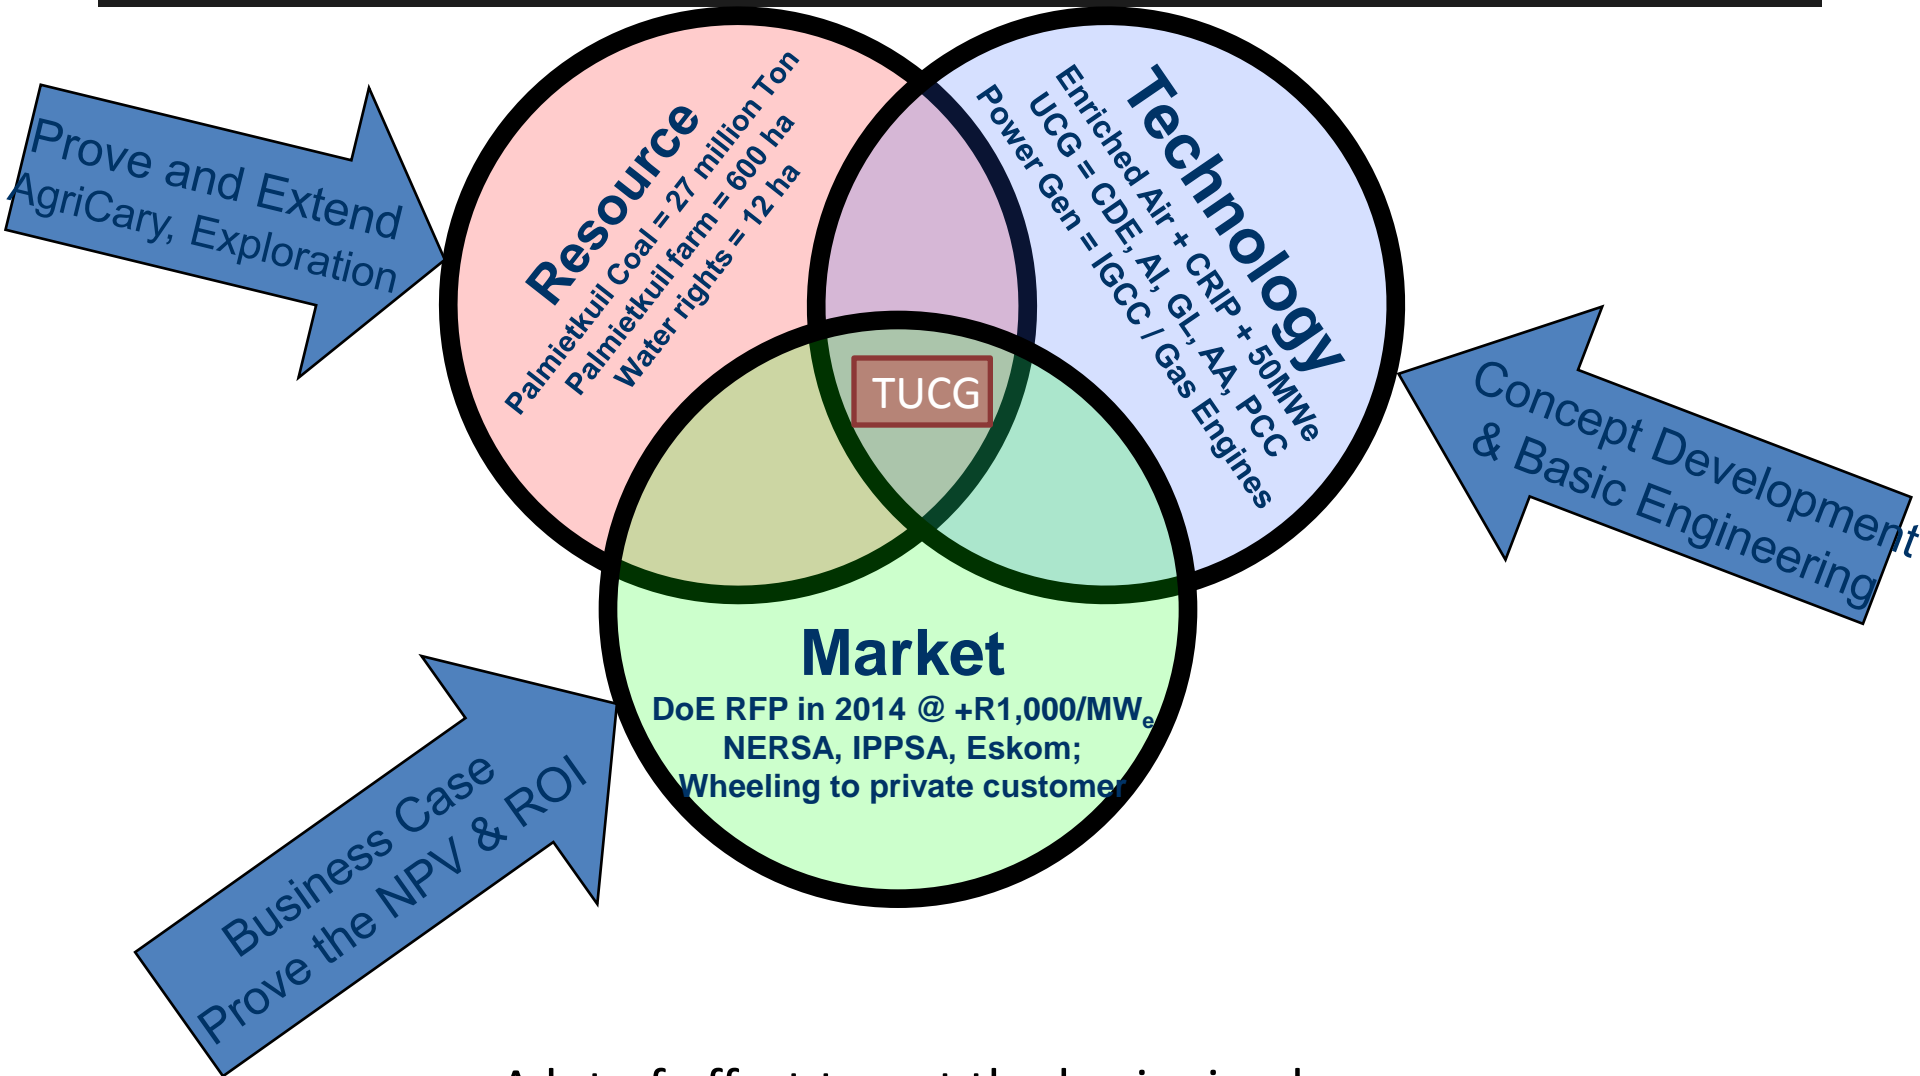 Prove and Extend
AgriCary, Exploration
Resource
Palmietkuil Coal = 27 million Ton
Palmietkuil farm = 600 ha
Water rights = 12 ha
Technology
Enriched Air + CRIP + 50MWe
UCG = CDE, AI, GL, AA, PCC
Power Gen = IGCC / Gas Engines
TUCG
Concept Development
& Basic Engineering
Market
DoE RFP in 2014 @ +R1,000/MWe
NERSA, IPPSA, Eskom;
Wheeling to private customer
Business Case
Prove the NPV & ROI